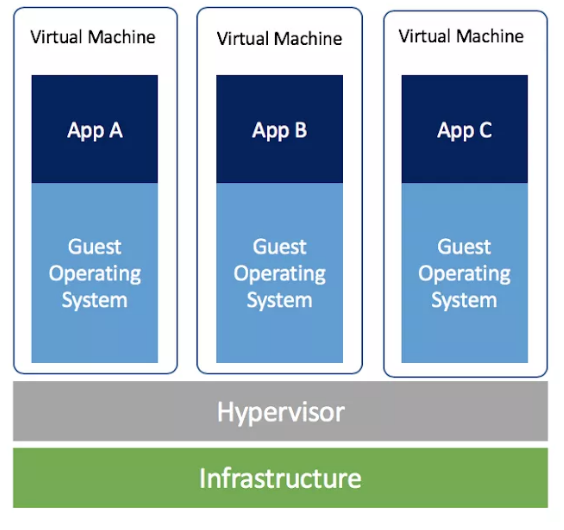 Virtual Machine
App A
Guest
Operating
System
Virtual Machine
App B
Guest
Operating
System
Virtual Machine
App C
Guest
Operating
System
Hypervisor
Infrastructure